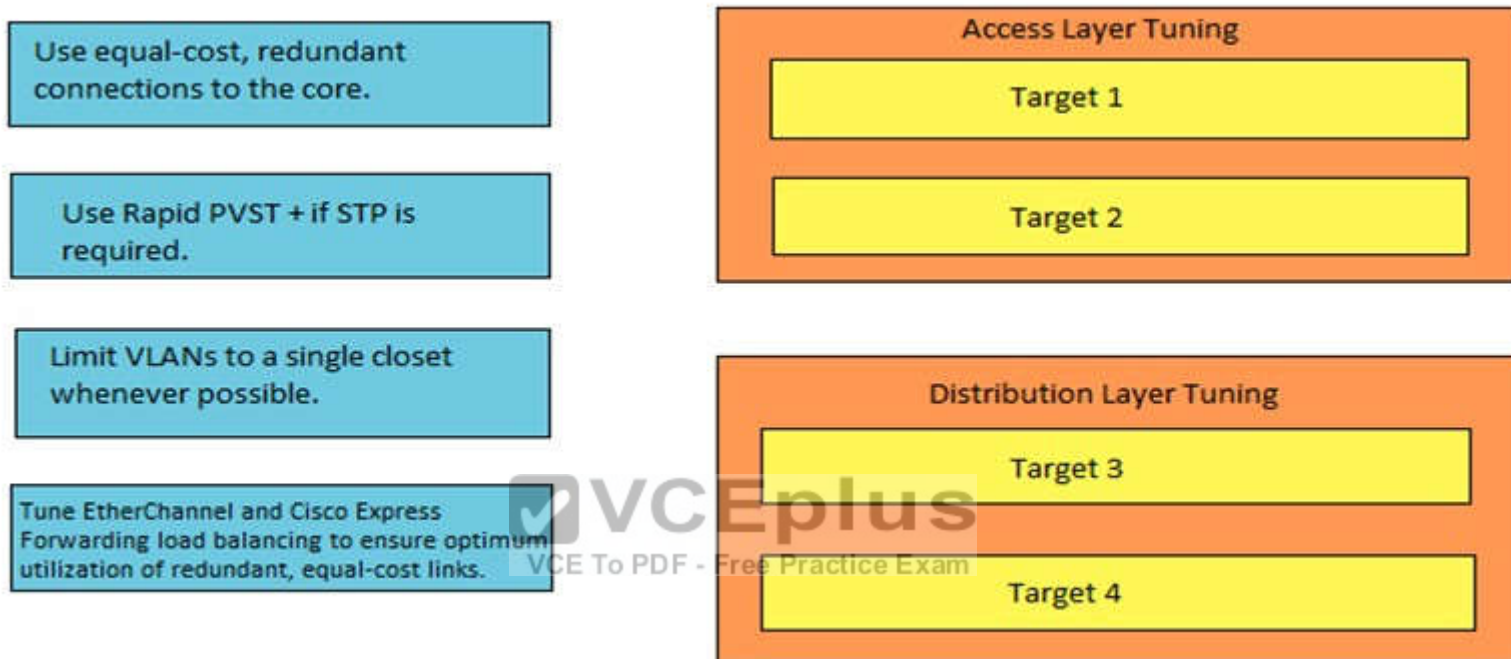 Use equal-cost, redundant
connections to the core.
Use Rapid PVST + if STP is
required.
Limit VLANs to a single closet
whenever possible.
Tune EtherChannel and Cisco Express
Forwarding load balancing to ensure optimum
utilization of redundant, equal-cost links.
Access Layer Tuning
Target 1
Target 2
Distribution Layer Tuning
Target 3
Target 4
VCEplus
VCE To PDF - Free Practice Exam